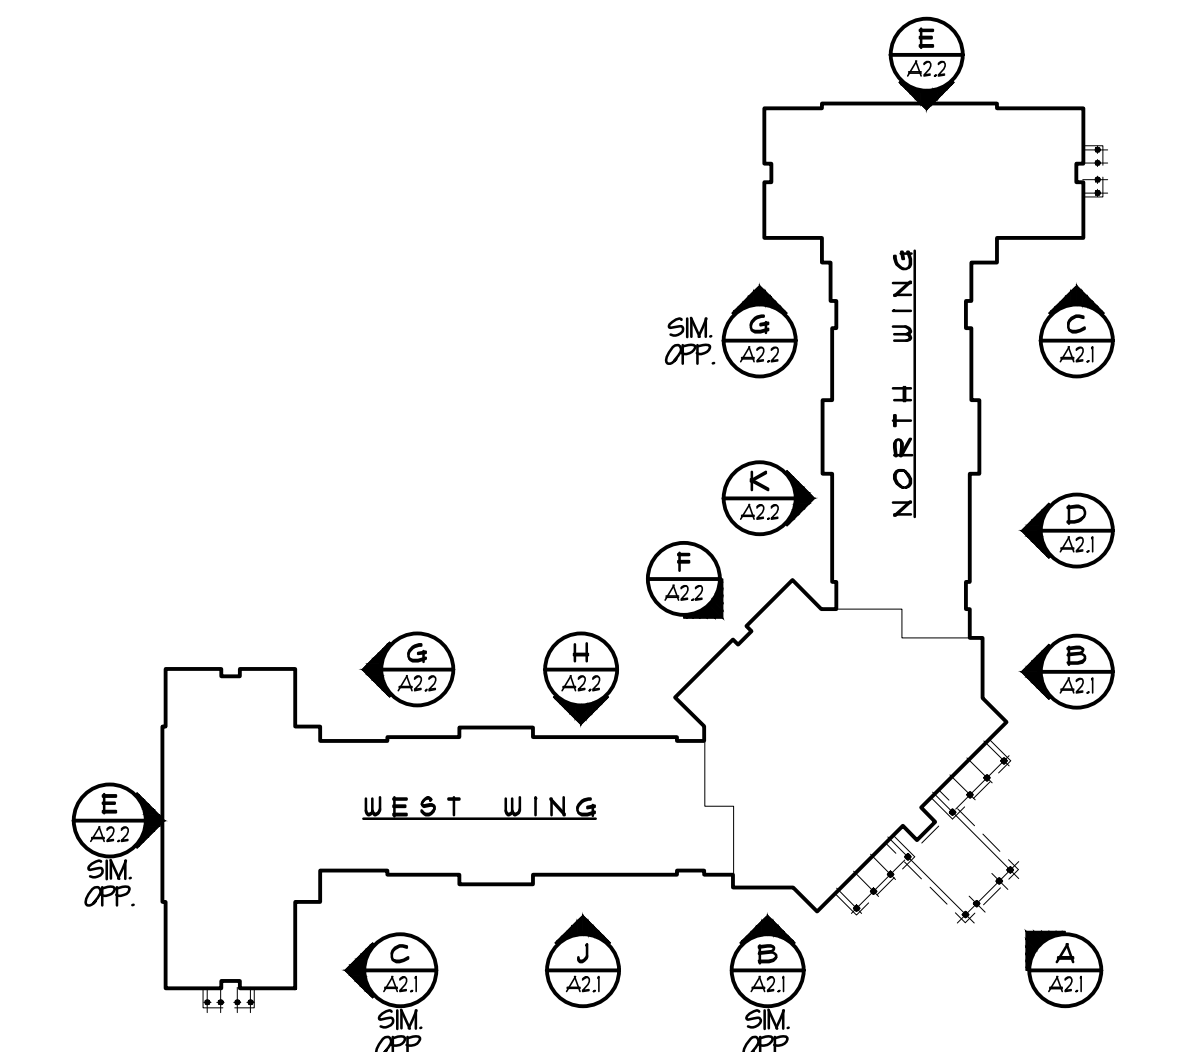 E
A2.2
SIM.
OPP.
G
A2.2
C
A2.1
NORTH WING
K
A2.2
D
A2.1
F
A2.2
G
A2.2
H
A2.2
B
A2.1
E
A2.2
SIM.
OPP.
WEST WING
C
A2.1
SIM.
OPP
J
A2.1
B
A2.1
SIM.
OPP
A
A2.1